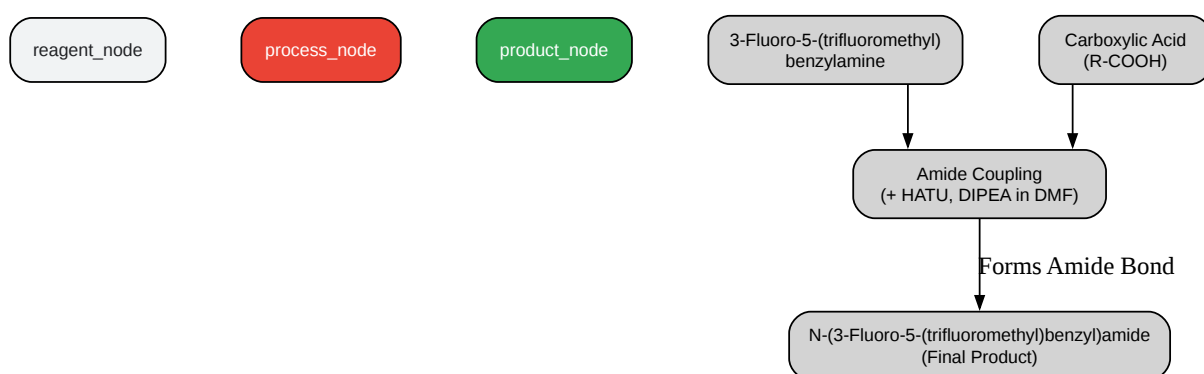 reagent_node
process_node
product_node
3-Fluoro-5-(trifluoromethyl)
benzylamine
Carboxylic Acid
(R-COOH)
Amide Coupling
(+ HATU, DIPEA in DMF)
Forms Amide Bond
N-(3-Fluoro-5-(trifluoromethyl)benzyl)amide
(Final Product)